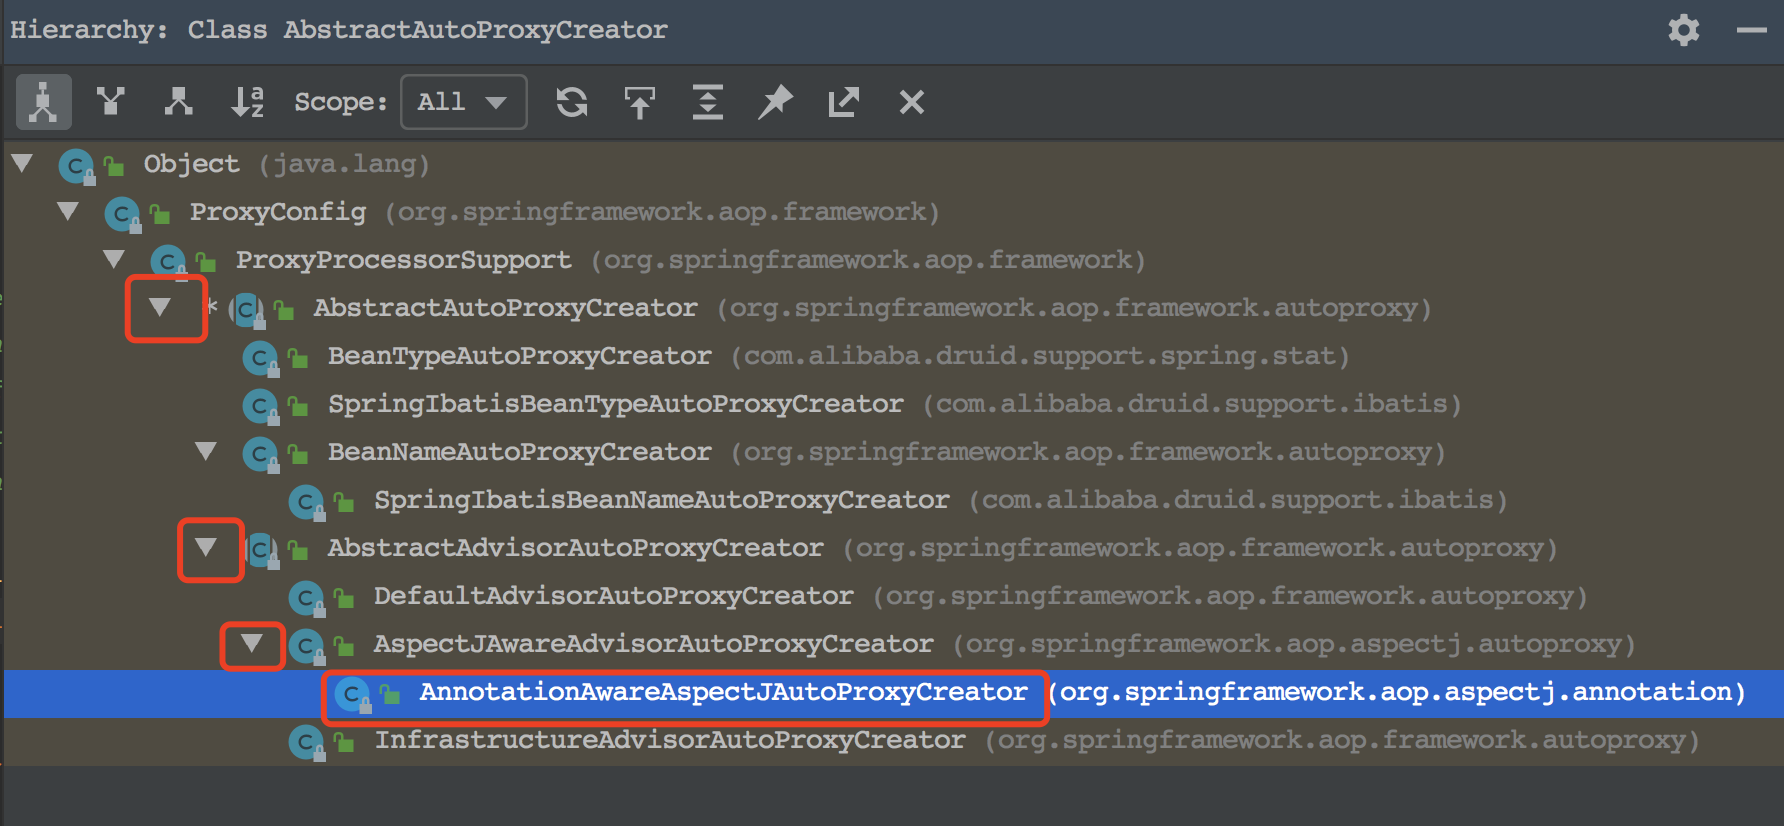 Hierarchy: Class AbstractAutoProxyCreator
Scope: All
Object (java.lang)
ProxyConfig (org.springframework.aop.framework)
ProxyProcessorSupport (org.springframework.aop.framework)
* AbstractAutoProxyCreator (org.springframework.aop.framework.autoproxy)
BeanTypeAutoProxyCreator (com.alibaba.druid.support.spring.stat)
SpringIbatisBeanTypeAutoProxyCreator (com.alibaba.druid.support.ibatis)
BeanNameAutoProxyCreator (org.springframework.aop.framework.autoproxy)
SpringIbatisBeanNameAutoProxyCreator (com.alibaba.druid.support.ibatis)
AbstractAdvisorAutoProxyCreator (org.springframework.aop.framework.autoproxy)
DefaultAdvisorAutoProxyCreator (org.springframework.aop.framework.autoproxy)
AspectJAwareAdvisorAutoProxyCreator (org.springframework.aop.aspectj.autoproxy)
AnnotationAwareAspectJAutoProxyCreator (org.springframework.aop.aspectj.annotation)
InfrastructureAdvisorAutoProxyCreator (org.springframework.aop.framework.autoproxy)